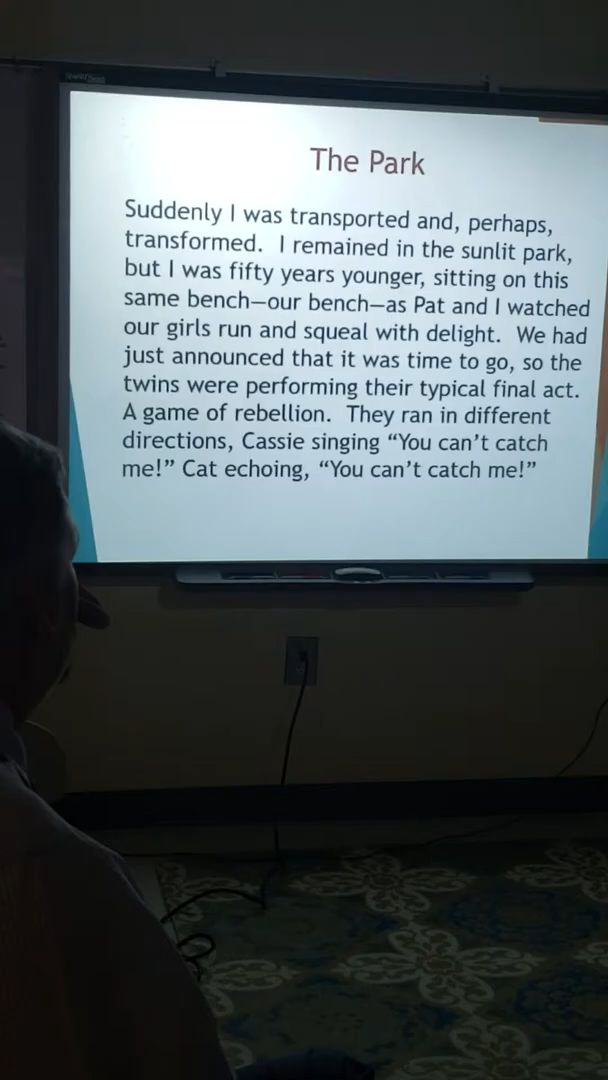 The Park
Suddenly I was transported and, perhaps,
transformed.  I remained in the sunlit park,
but I was fifty years younger, sitting on this
same bench—our bench—as Pat and I watched
our girls run and squeal with delight.  We had
just announced that it was time to go, so the
twins were performing their typical final act.
A game of rebellion.  They ran in different
directions, Cassie singing “You can’t catch
me!” Cat echoing, “You can’t catch me!”